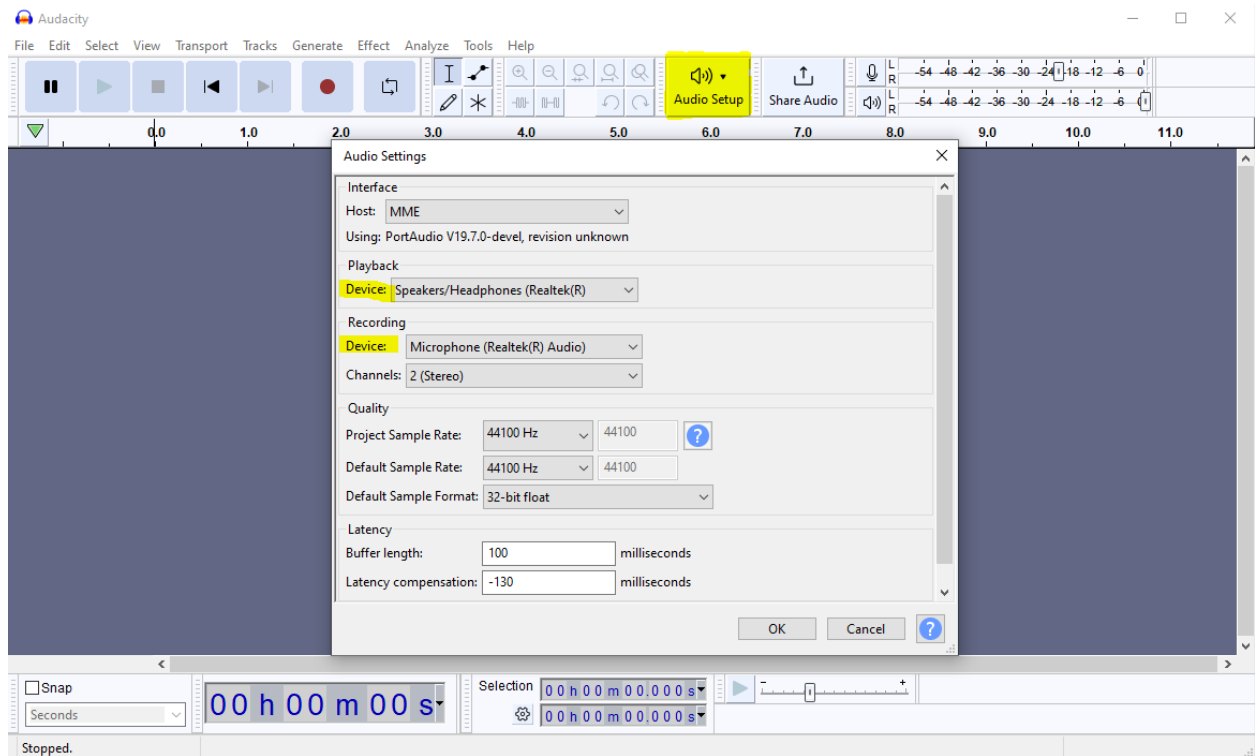 Audacity
File Edit Select View Transport Tracks Generate Effect Analyze Tools Help
Audio Setup
Share Audio
L R -54 -48 -42 -36 -30 -24 -18 -12 -6 0
L R -54 -48 -42 -36 -30 -24 -18 -12 -6 0
0.0 1.0 2.0 3.0 4.0 5.0 6.0 7.0 8.0 9.0 10.0 11.0
Audio Settings
Interface
Host: MME
Using: PortAudio V19.7.0-devel, revision unknown
Playback
Device: Speakers/Headphones (Realtek(R)
Recording
Device: Microphone (Realtek(R) Audio)
Channels: 2 (Stereo)
Quality
Project Sample Rate: 44100 Hz 44100 ?
Default Sample Rate: 44100 Hz 44100
Default Sample Format: 32-bit float
Latency
Buffer length: 100 milliseconds
Latency compensation: -130 milliseconds
OK Cancel ?
Snap
Seconds
00 h 00 m 00 s
Selection
00 h 00 m 00.000 s
00 h 00 m 00.000 s
- +
Stopped.